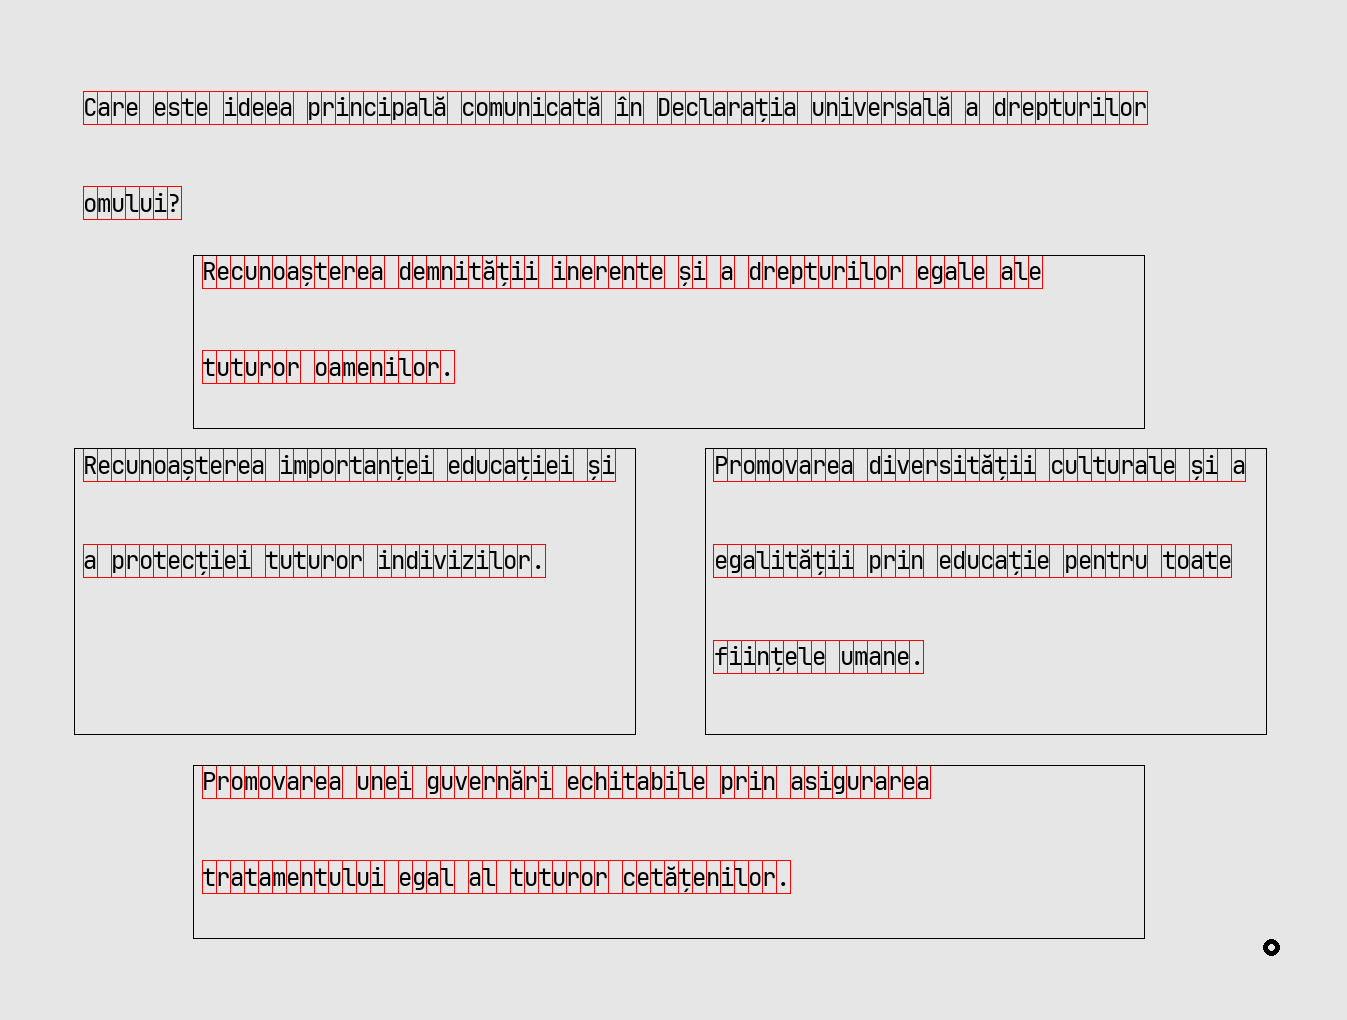 Care este ideea principală comunicată în Declarația universală a drepturilor
omului?
Recunoașterea demnității inerente și a drepturilor egale ale
tuturor oamenilor.
Recunoașterea importanței educației și
a protecției tuturor indivizilor.
Promovarea diversității culturale și a
egalității prin educație pentru toate
ființele umane.
Promovarea unei guvernări echitabile prin asigurarea
tratamentului egal al tuturor cetățenilor.